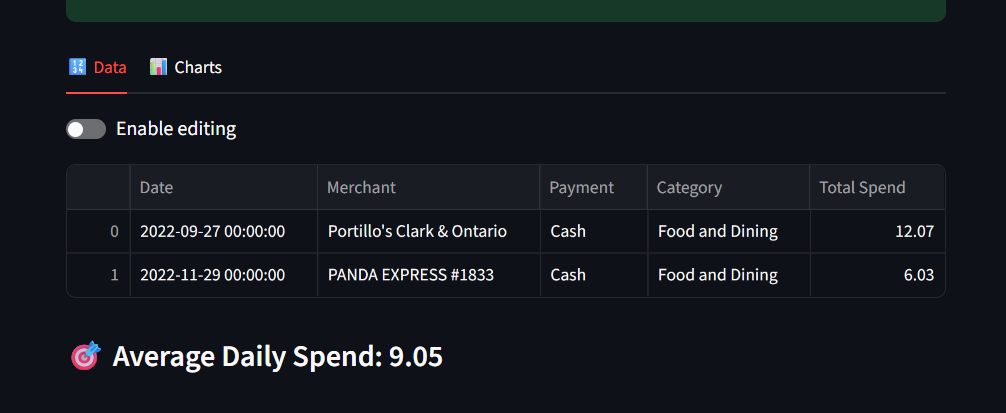 Data Charts
Enable editing
Date Merchant Payment Category Total Spend
0 2022-09-27 00:00:00 Portillo's Clark & Ontario Cash Food and Dining 12.07
1 2022-11-29 00:00:00 PANDA EXPRESS #1833 Cash Food and Dining 6.03
Average Daily Spend: 9.05